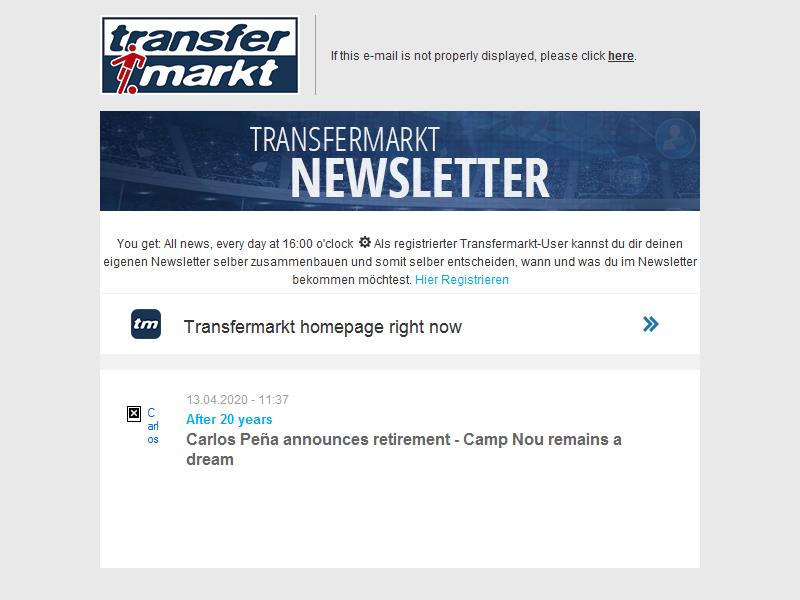 transfer
markt
If this e-mail is not properly displayed, please click here.
TRANSFERMARKT
NEWSLETTER
You get: All news, every day at 16:00 o'clock Als registrierter Transfermarkt-User kannst du dir deinen
eigenen Newsletter selber zusammenbauen und somit selber entscheiden, wann und was du im Newsletter
bekommen möchtest. Hier Registrieren
tm
Transfermarkt homepage right now
13.04.2020 - 11:37
C
arl
os
After 20 years
Carlos Peña announces retirement - Camp Nou remains a
dream